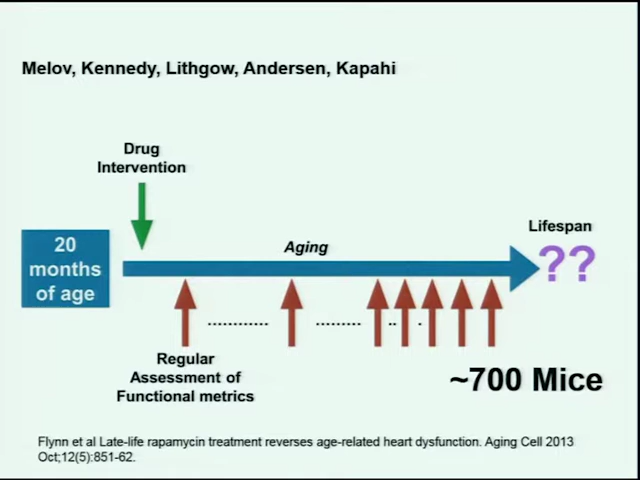 Melov, Kennedy, Lithgow, Andersen, Kapahi
Drug
Intervention
Lifespan
20
months
of age
Aging
??
............ ......... .. .
Regular
Assessment of
Functional metrics
~700 Mice
Flynn et al Late-life rapamycin treatment reverses age-related heart dysfunction. Aging Cell 2013
Oct;12(5):851-62.